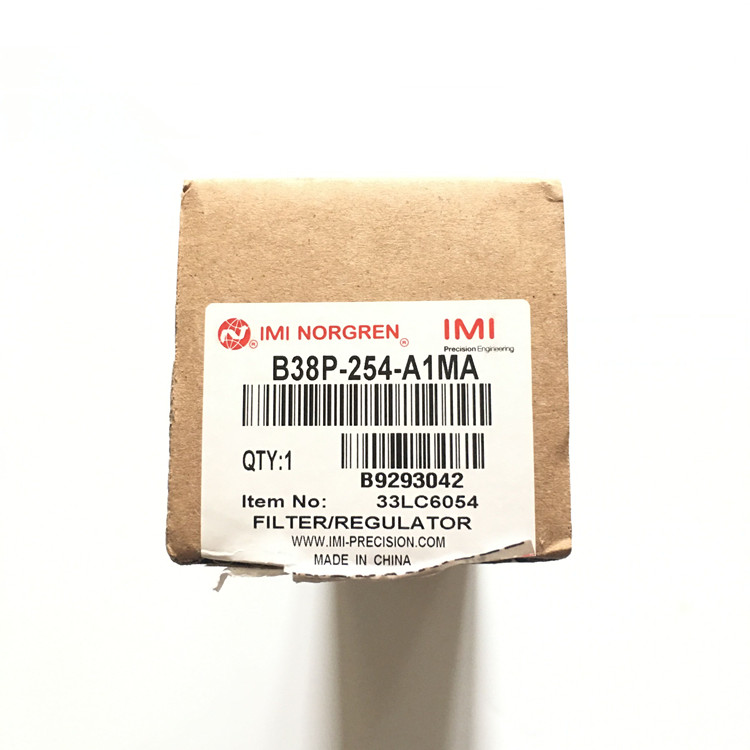 IMI NORGREN® IMI
Precision Engineering
B38P-254-A1MA
QTY:1
B9293042
Item No: 33LC6054
FILTER/REGULATOR
WWW.IMI-PRECISION.COM
MADE IN CHINA